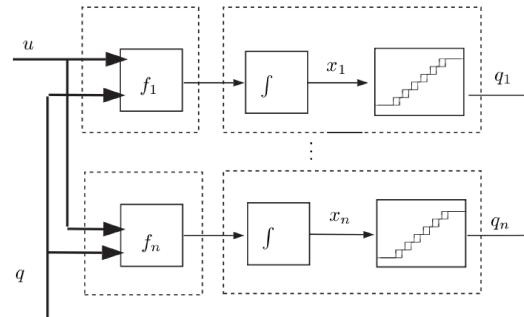 u
f₁
∫
x₁
q₁
⋮
fₙ
∫
xₙ
qₙ
q